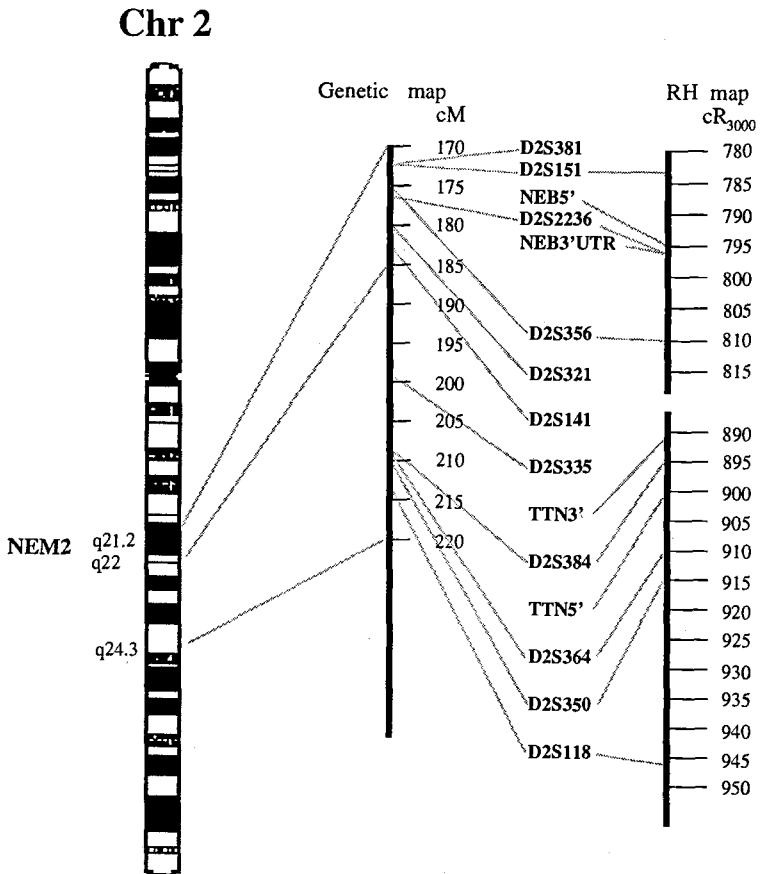 Chr 2
Genetic map
cM
RH map
cR3000
170
175
180
185
190
195
200
205
210
215
220
D2S381
D2S151
NEB5'
D2S2236
NEB3'UTR
D2S356
D2S321
D2S141
D2S335
TTN3'
D2S384
TTN5'
D2S364
D2S350
D2S118
780
785
790
795
800
805
810
815
890
895
900
905
910
915
920
925
930
935
940
945
950
NEM2
q21.2
q22
q24.3